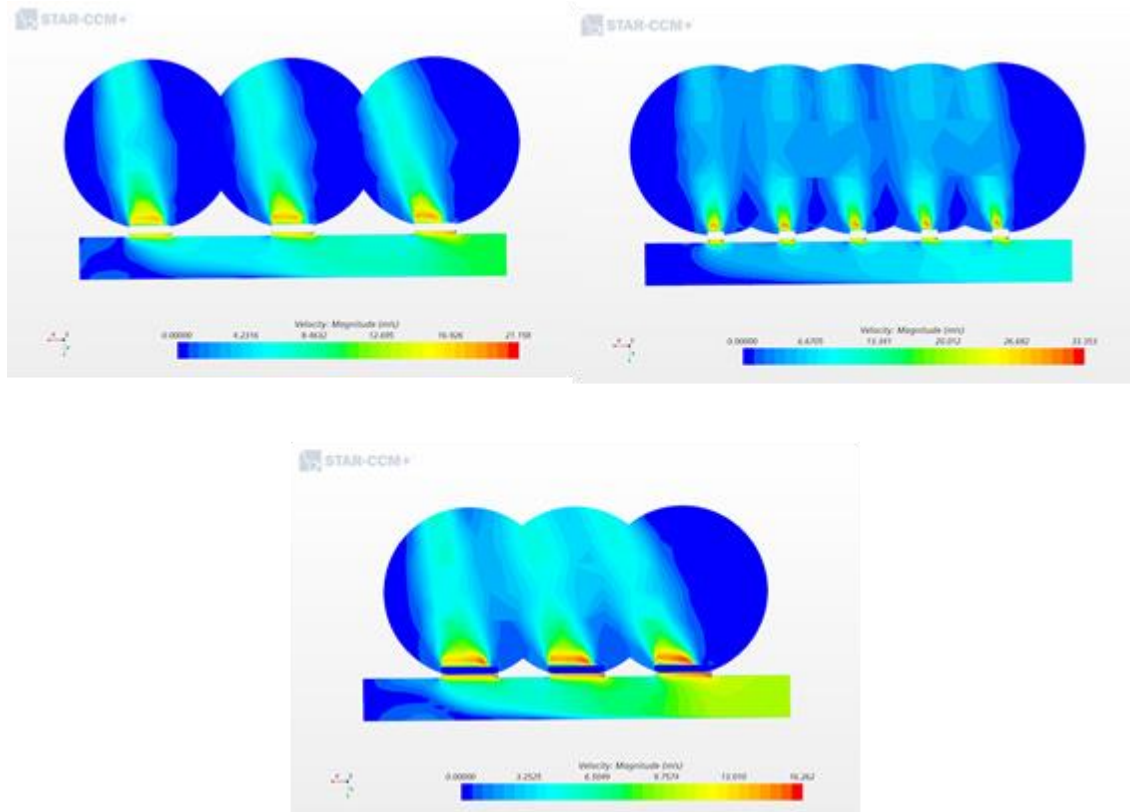 STAR-CCM+
STAR-CCM+
Velocity: Magnitude (m/s)
0.00000 4.2316 8.4632 12.695 16.926 21.158
Velocity: Magnitude (m/s)
0.00000 6.6705 13.341 20.012 26.682 33.353
STAR-CCM+
Velocity: Magnitude (m/s)
0.00000 3.2525 6.5049 9.7574 13.010 16.262